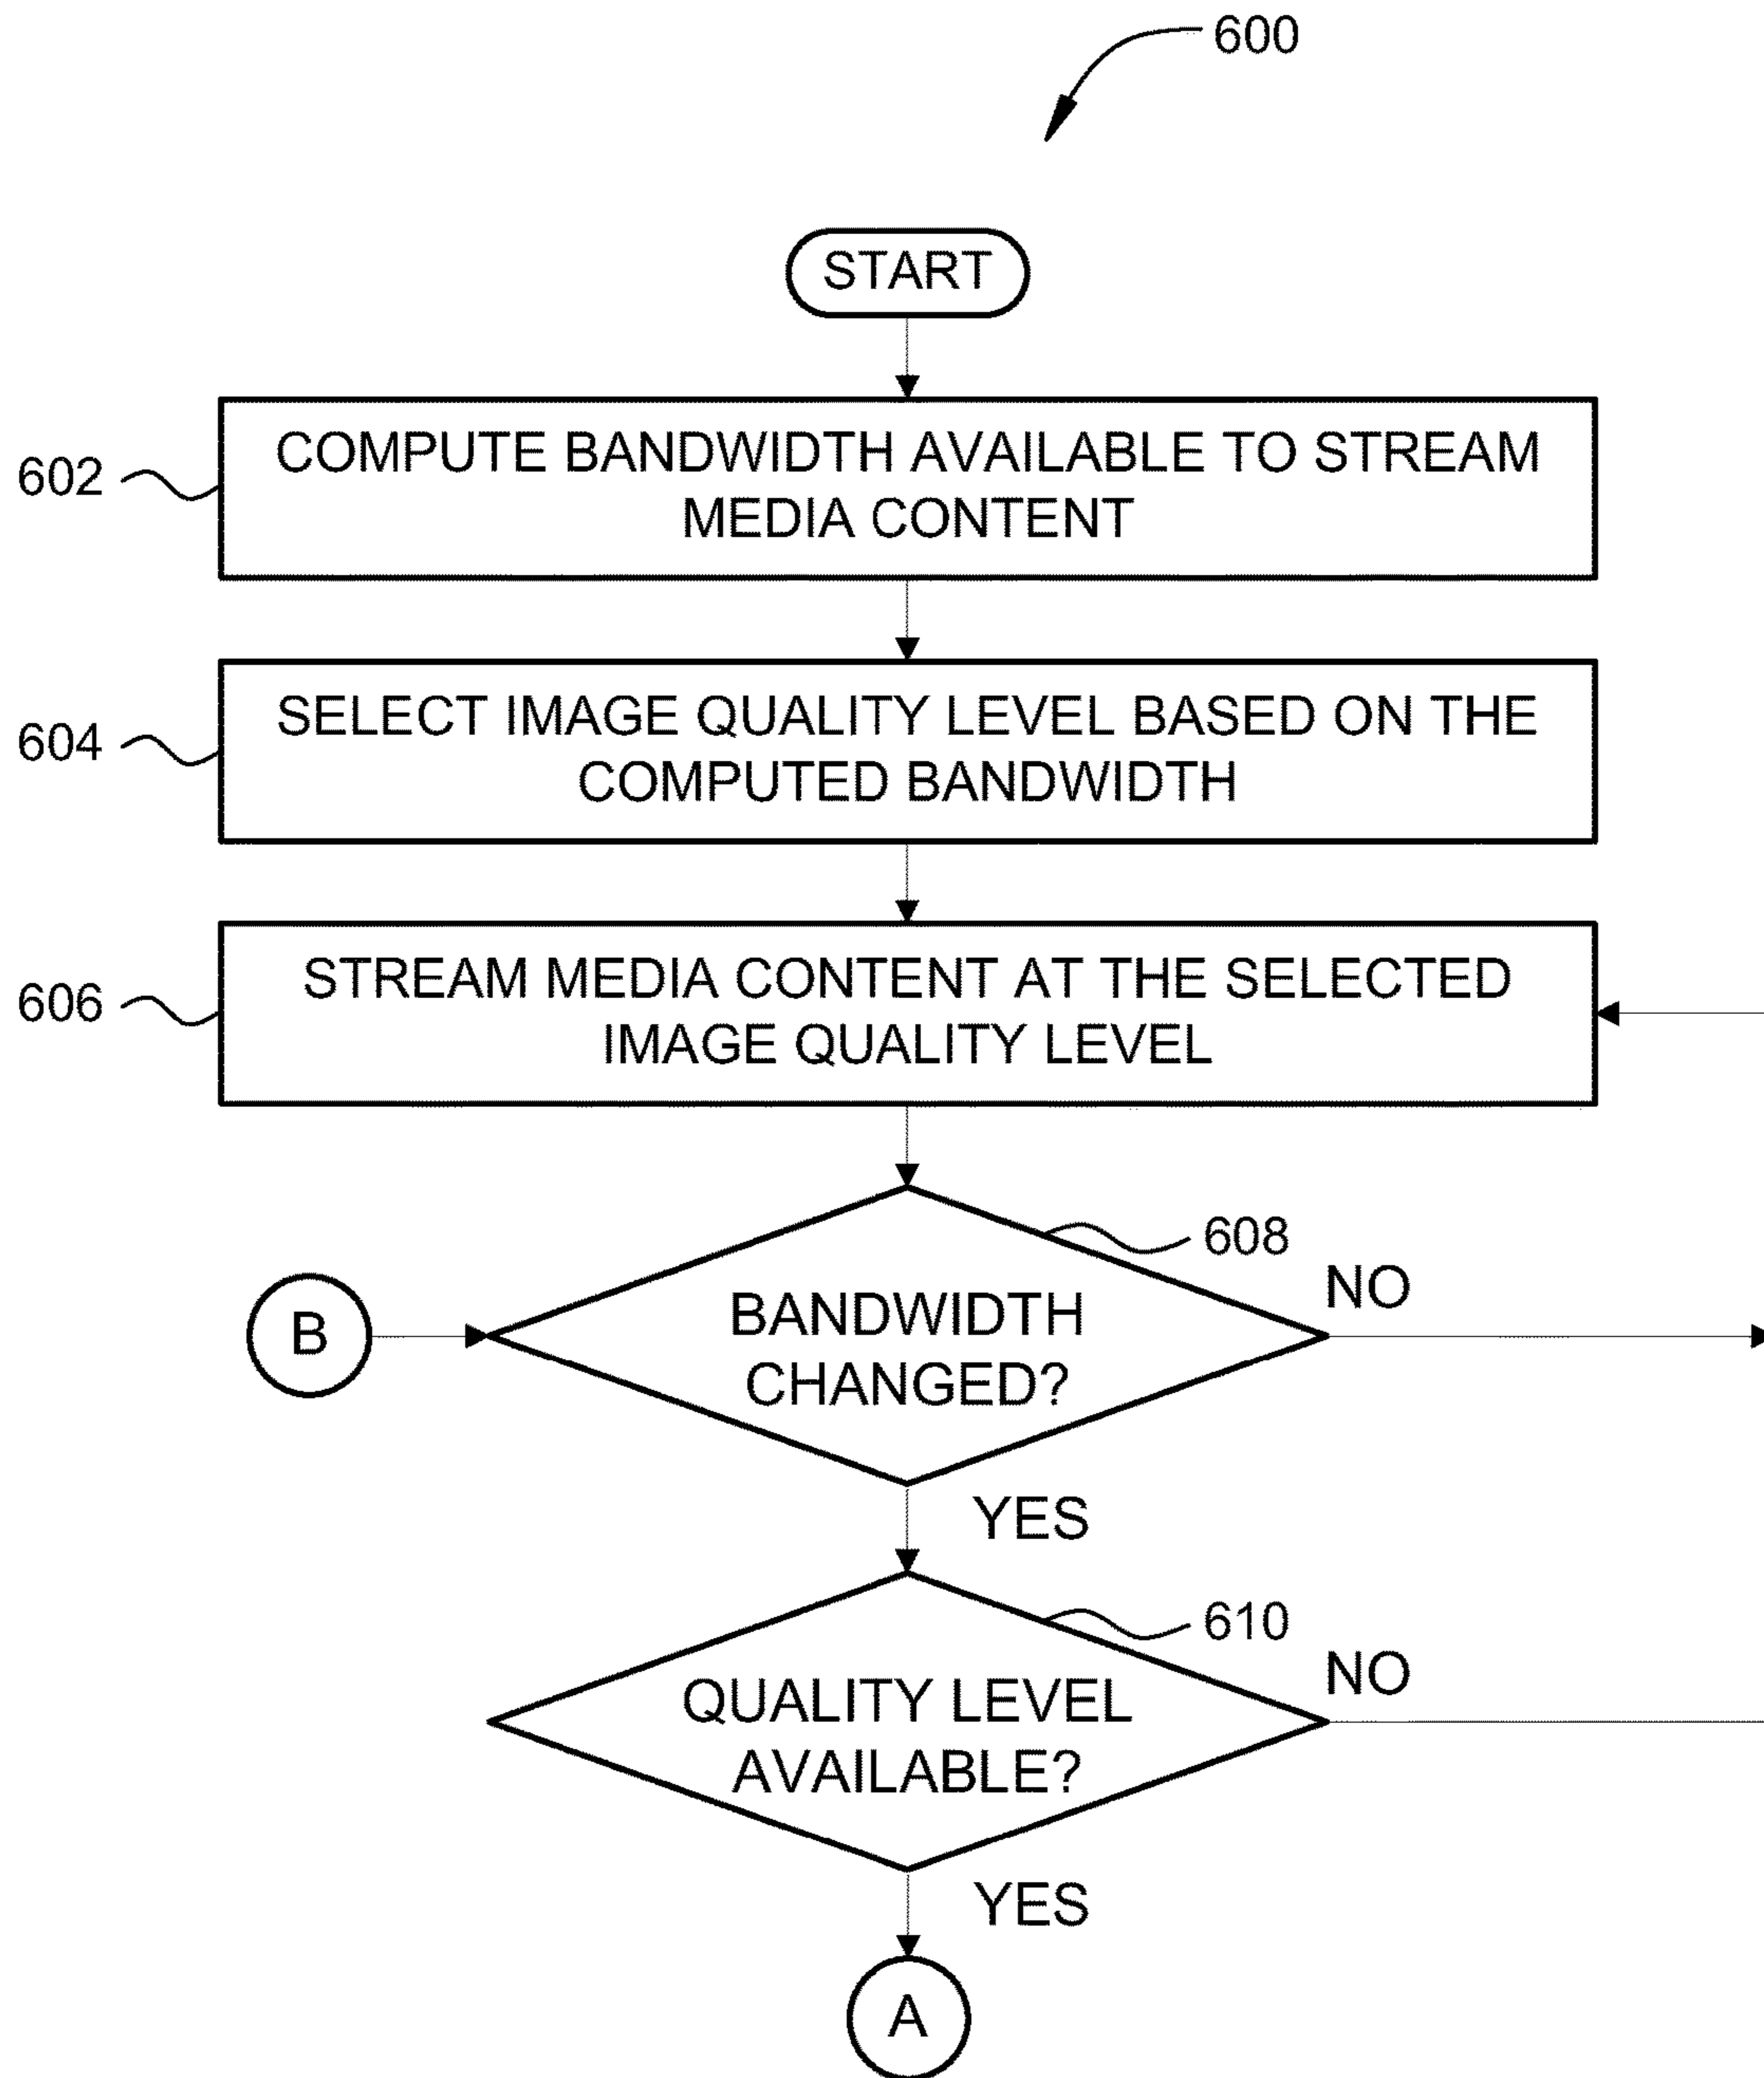 600
START
602
COMPUTE BANDWIDTH AVAILABLE TO STREAM
MEDIA CONTENT
604
SELECT IMAGE QUALITY LEVEL BASED ON THE
COMPUTED BANDWIDTH
606
STREAM MEDIA CONTENT AT THE SELECTED
IMAGE QUALITY LEVEL
608
NO
B
BANDWIDTH
CHANGED?
YES
610
NO
QUALITY LEVEL
AVAILABLE?
YES
A